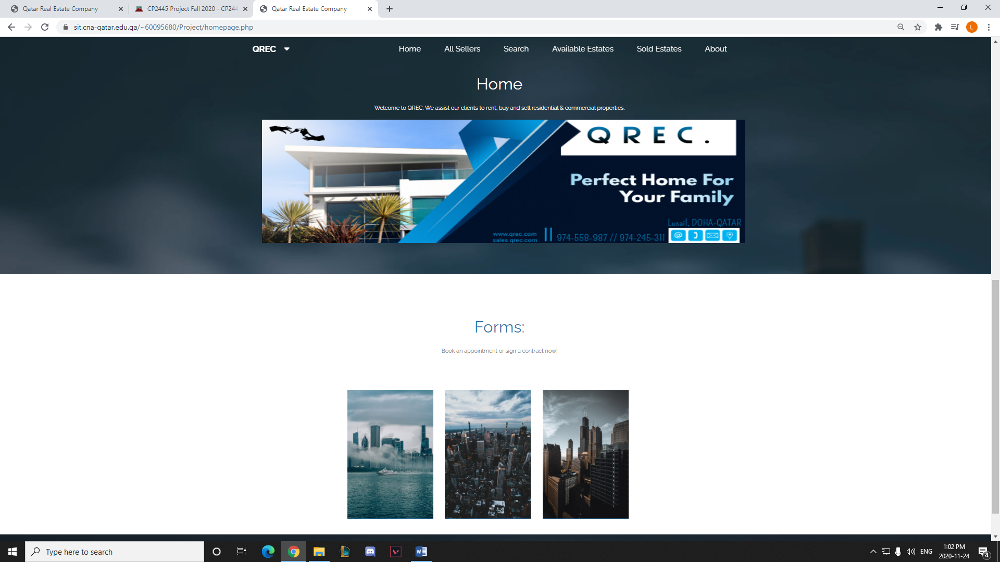 Qatar Real Estate Company
CP2445 Project Fall 2020 - CP244
Qatar Real Estate Company
sit.cna-qatar.edu.qa/~60095680/Project/homepage.php
L
QREC
Home
All Sellers
Search
Available Estates
Sold Estates
About
Home
Welcome to QREC. We assist our clients to rent, buy and sell residential & commercial properties.
QREC.
Perfect Home For
Your Family
Lusail, DOHA-QATAR
www.qrec.com
sales.qrec.com
974-558-987 // 974-245-311
Forms:
Book an appointment or sign a contract now!
Type here to search
ENG
1:02 PM
2020-11-24
4